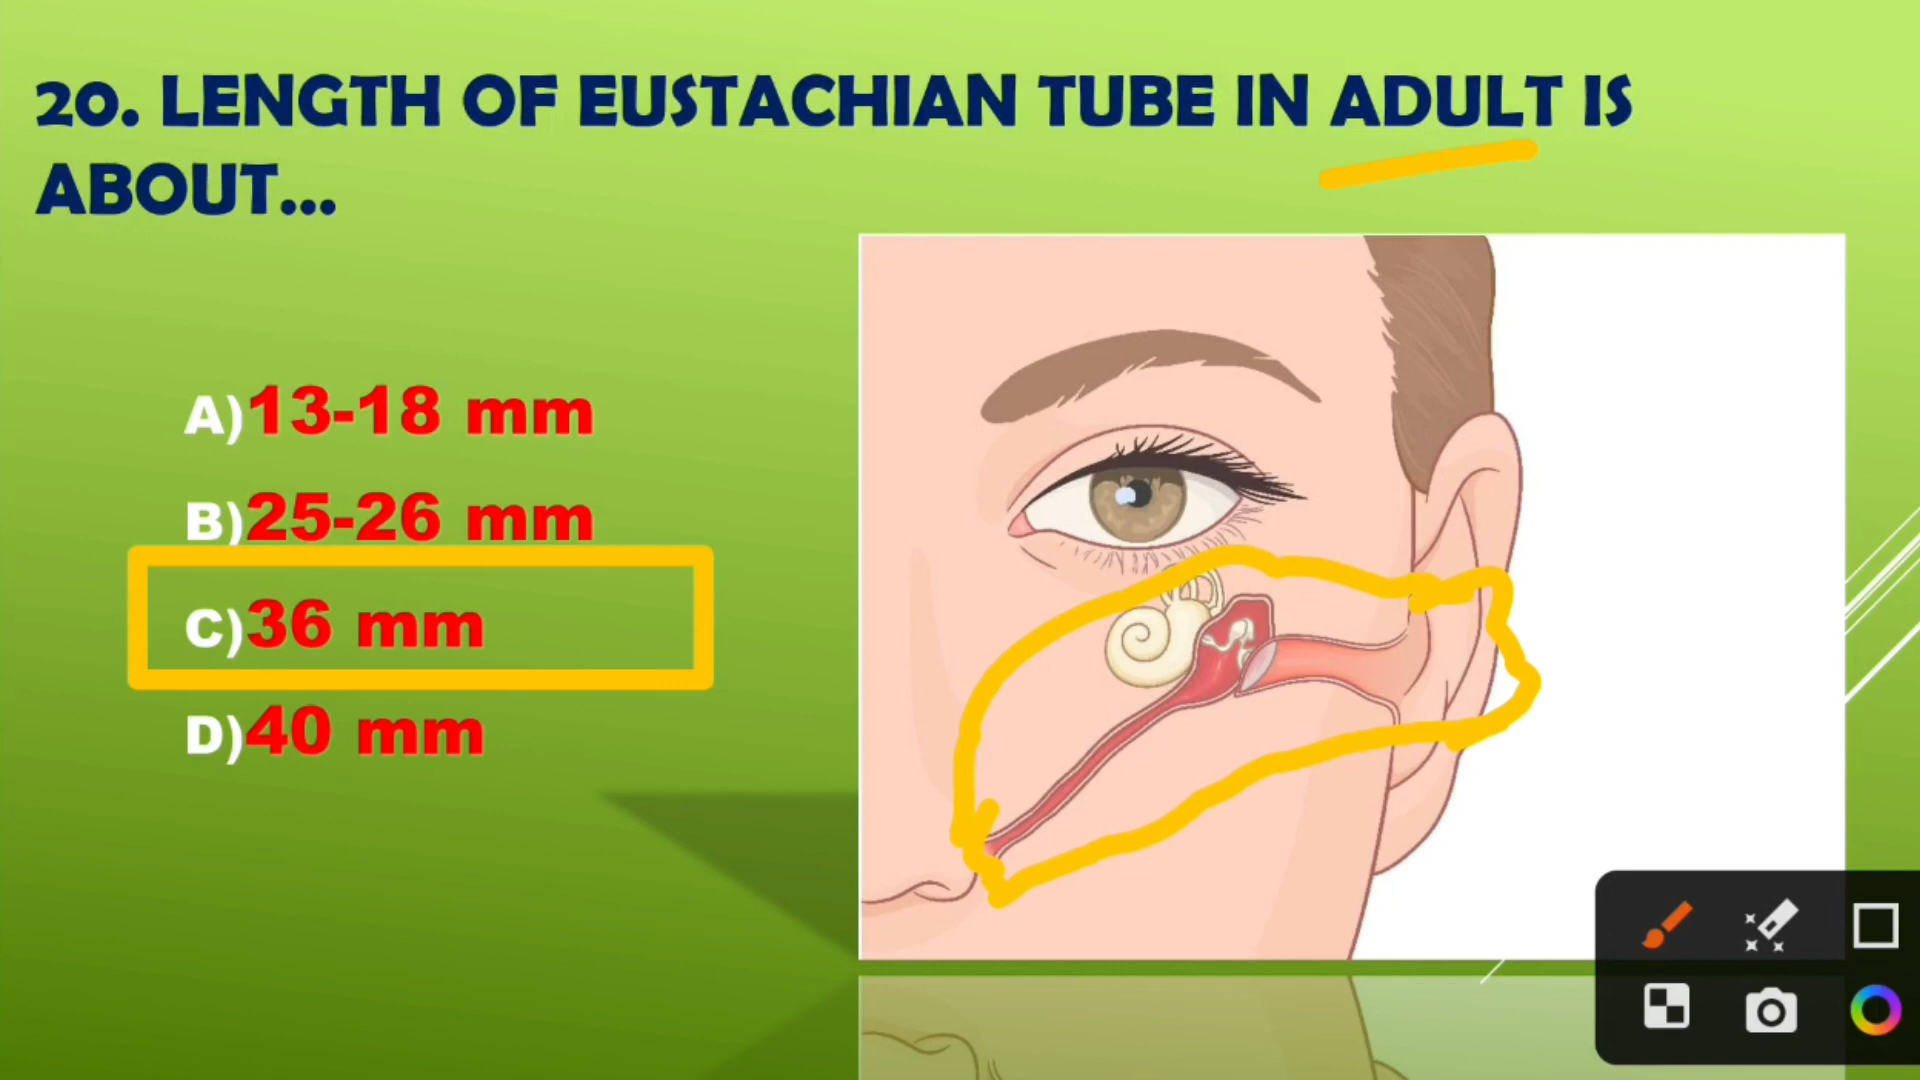 20. LENGTH OF EUSTACHIAN TUBE IN ADULT IS
ABOUT...
A)13-18 mm
B)25-26 mm
C)36 mm
D)40 mm